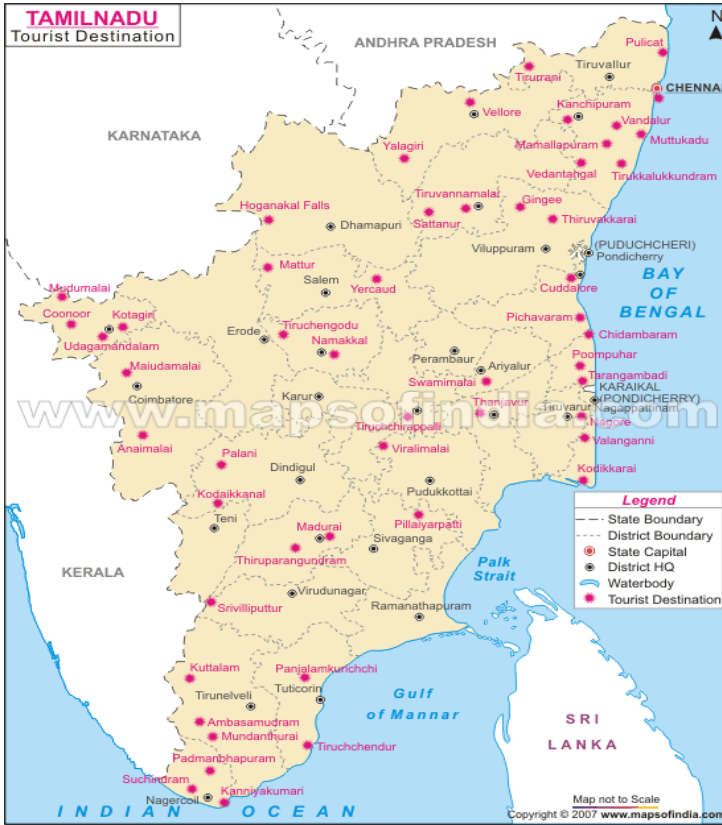 TAMILNADU
Tourist Destination
N
ANDHRA PRADESH
Pulicat
Tiruttani
Tiruvallur
CHENNAI
Vellore
Kanchipuram
Vandalur
KARNATAKA
Yalagiri
Mamallapuram
Muttukadu
Vedantangal
Tirukkalukkundram
Tiruvannamalai
Gingee
Hoganakal Falls
Sattanur
Thiruvakkarai
Dhamapuri
Viluppuram
(PUDUCHCHERI)
Pondicherry
Mattur
Salem
Yercaud
Cuddalore
BAY
OF
BENGAL
Mudumalai
Coonoor
Kotagiri
Udagamandalam
Pichavaram
Chidambaram
Erode
Tiruchengodu
Namakkal
Perambaur
Ariyalur
Poompuhar
Maiudamalai
Swamimalai
Tarangambadi
Coimbatore
Karur
KARAIKAL
(PONDICHERRY)
www.mapsofindia.com
Thanjavur
Tiruvarur
Nagappattinam
Tiruchchirappalli
Nagore
Anaimalai
Viralimalai
Valanganni
Palani
Dindigul
Pudukkottai
Kodikkarai
Kodaikkanal
Teni
Madurai
Pillaiyarpatti
Sivaganga
Thiruparangundram
Legend
State Boundary
District Boundary
State Capital
District HQ
Waterbody
Tourist Destination
KERALA
Palk
Strait
Virudunagar
Srivilliputtur
Ramanathapuram
Kuttalam
Panjalamkurichchi
Tirunelveli
Tuticorin
Gulf
of Mannar
Ambasamudram
Mundanthurai
Tiruchchendur
SRI
LANKA
Padmanbhapuram
Suchindram
Nagercoil
Kanniyakumari
INDIAN OCEAN
Map not to Scale
Copyright © 2007 www.mapsofindia.com